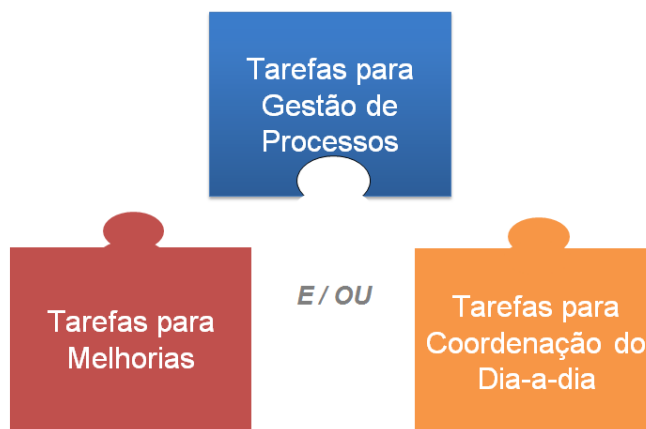 Tarefas para
Gestão de
Processos
E / OU
Tarefas para
Melhorias
Tarefas para
Coordenação do
Dia-a-dia